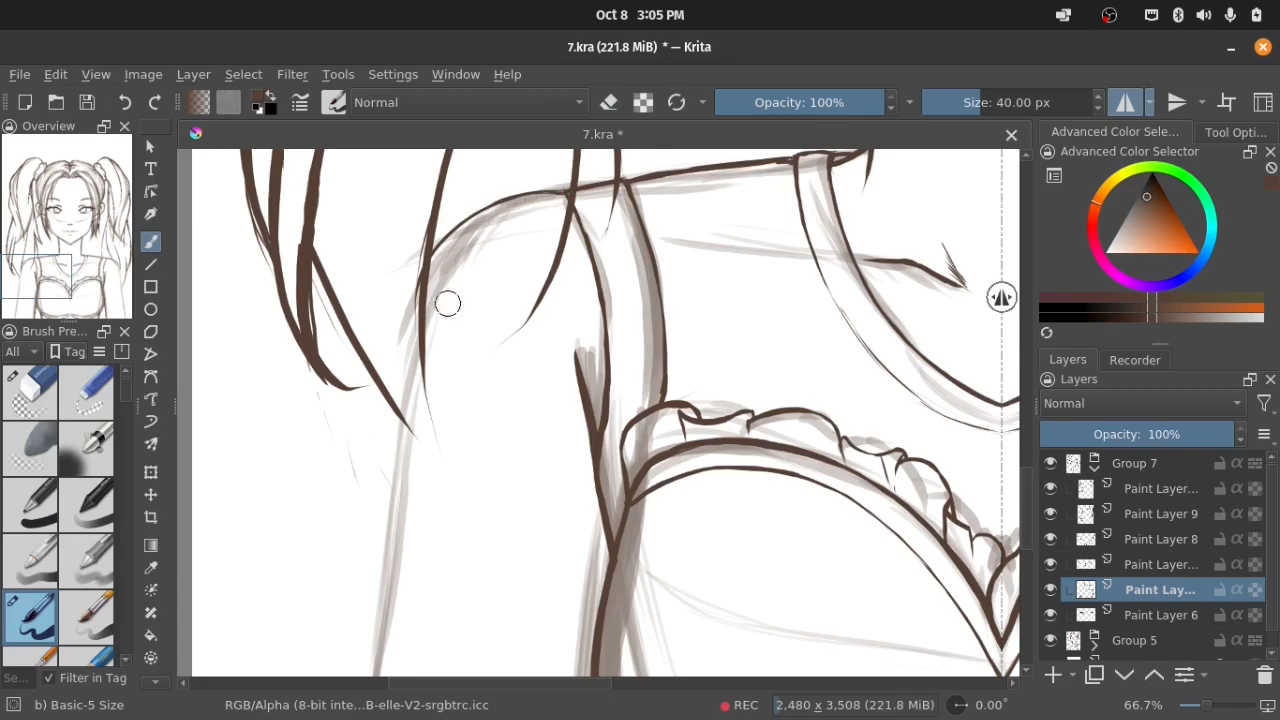 Oct 8 3:05 PM
7.kra (221.8 MiB) * — Krita
File Edit View Image Layer Select Filter Tools Settings Window Help
Normal
Opacity: 100%
Size: 40.00 px
Overview
7.kra *
Advanced Color Sele...
Tool Opti...
Advanced Color Selector
Brush Pre...
All
Tag
Layers
Recorder
Layers
Normal
Opacity: 100%
Group 7
Paint Layer...
Paint Layer 9
Paint Layer 8
Paint Layer...
Paint Lay...
Paint Layer 6
Group 5
Se...
Filter in Tag
b) Basic-5 Size
RGB/Alpha (8-bit inte...B-elle-V2-srgbtrc.icc
REC
2,480 x 3,508 (221.8 MiB)
0.00°
66.7%